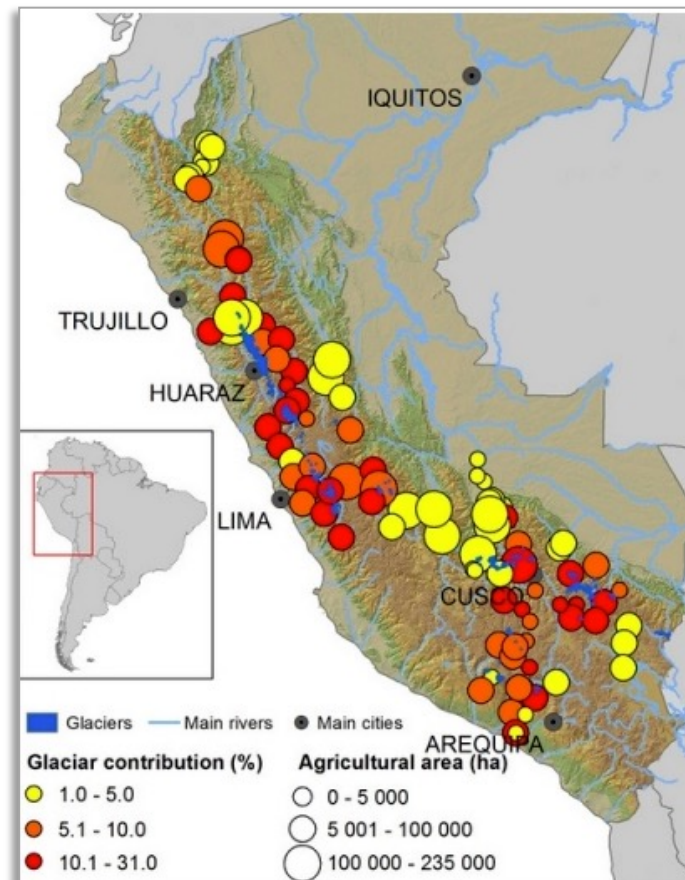 IQUITOS
TRUJILLO
HUARAZ
LIMA
CUSCO
AREQUIPA
Glaciers
Main rivers
Main cities
Glaciar contribution (%)
1.0 - 5.0
5.1 - 10.0
10.1 - 31.0
Agricultural area (ha)
0 - 5 000
5 001 - 100 000
100 000 - 235 000